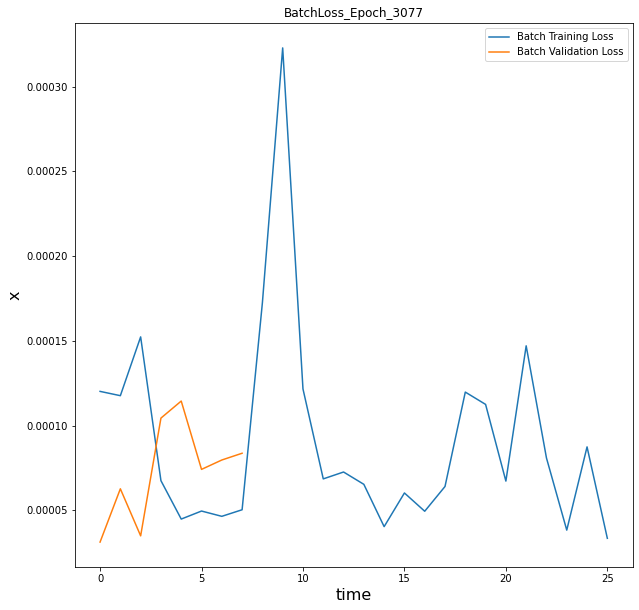 BatchLoss_Epoch_3077
Batch Training Loss
Batch Validation Loss
0.00030
0.00025
0.00020
0.00015
0.00010
0.00005
x
0 5 10 15 20 25
time